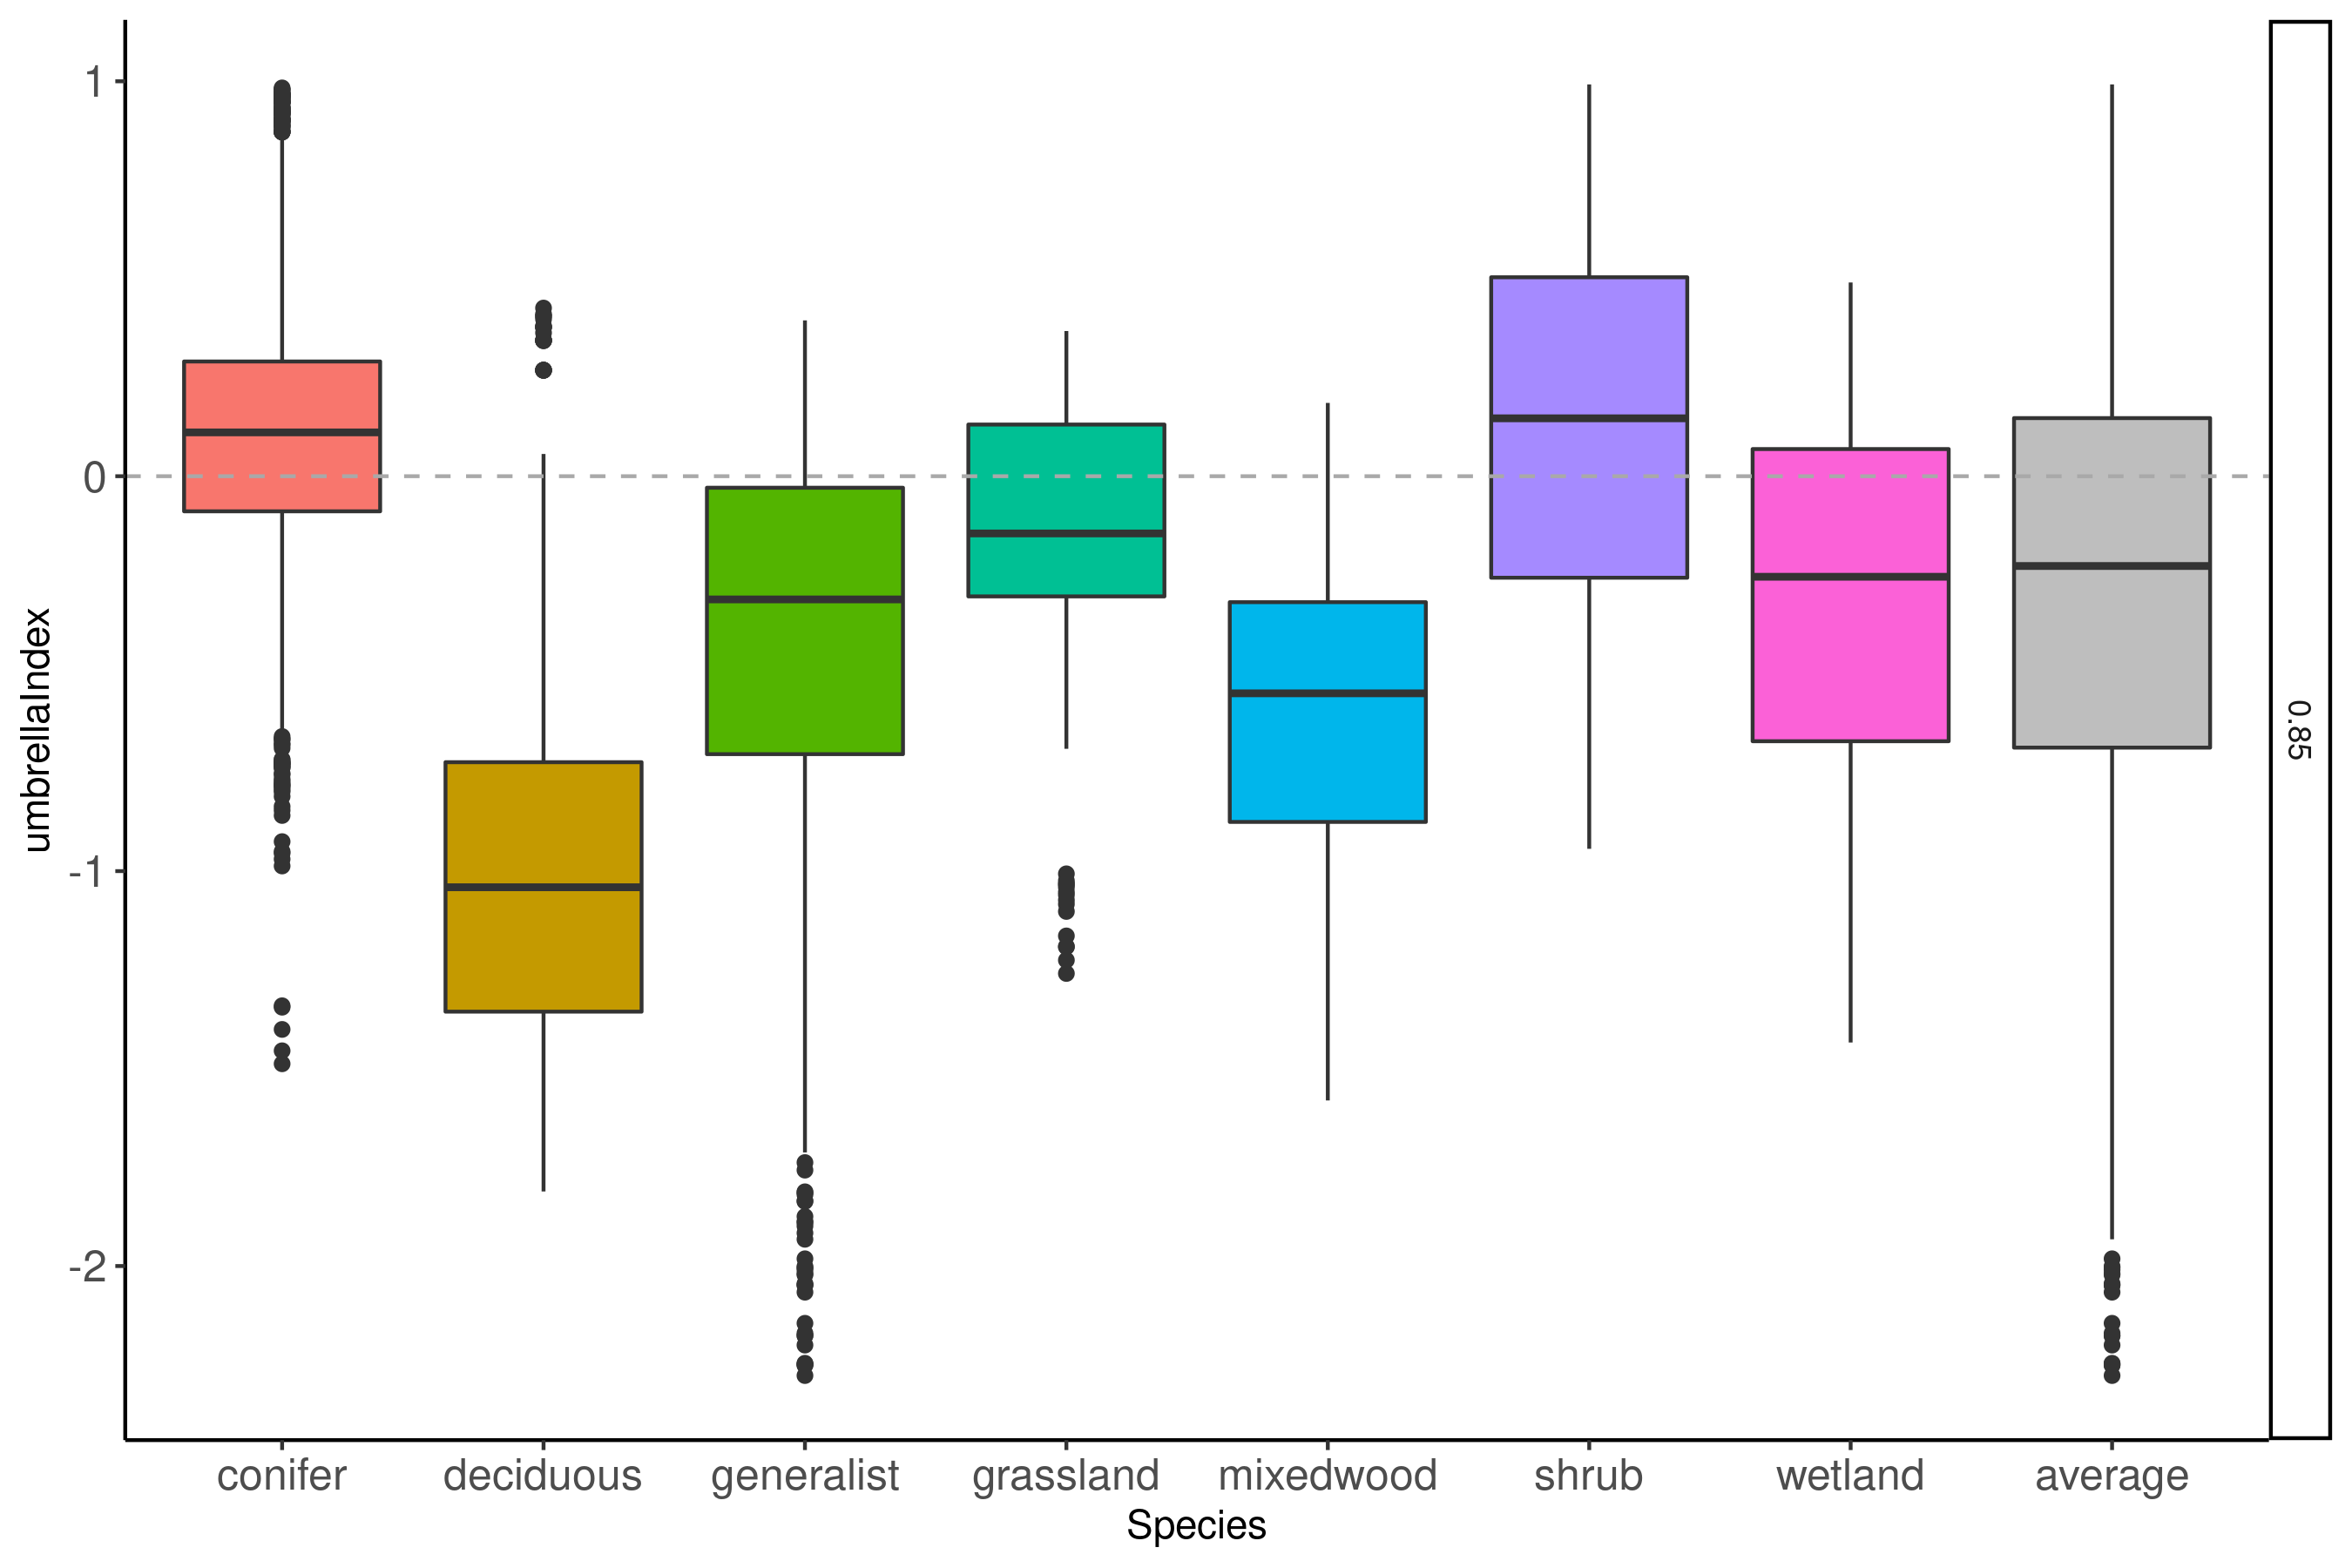 umbrellaIndex
1
0
-1
-2
conifer deciduous generalist grassland mixedwood shrub wetland average
Species
0.85